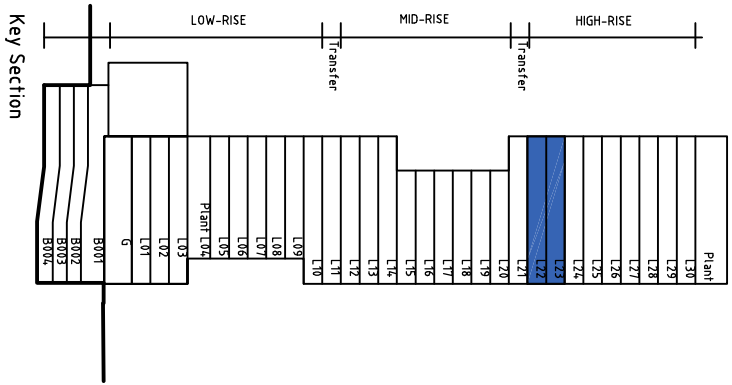 LOW-RISE
MID-RISE
HIGH-RISE
Transfer
Transfer
Key Section
B004
B003
B002
B001
G
L01
L02
L03
Plant L04
L05
L06
L07
L08
L09
L10
L11
L12
L13
L14
L15
L16
L17
L18
L19
L20
L21
L22
L23
L24
L25
L26
L27
L28
L29
L30
Plant